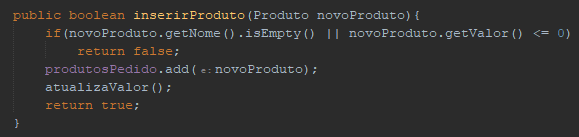 public boolean inserirProduto(Produto novoProduto){
if(novoProduto.getNome().isEmpty() || novoProduto.getValor() <= 0)
return false;
produtosPedido.add( e: novoProduto);
atualizaValor();
return true;
}